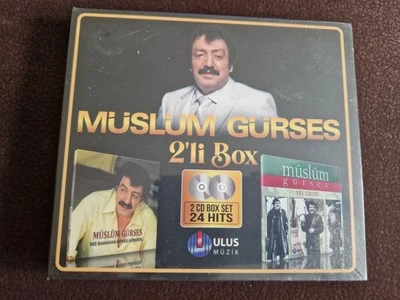 MÜSLÜM GÜRSES
2'li Box
MÜSLÜM GÜRSES
2 CD BOX SET
24 HITS
ULUS
MÜZİK
müslüm
gürses